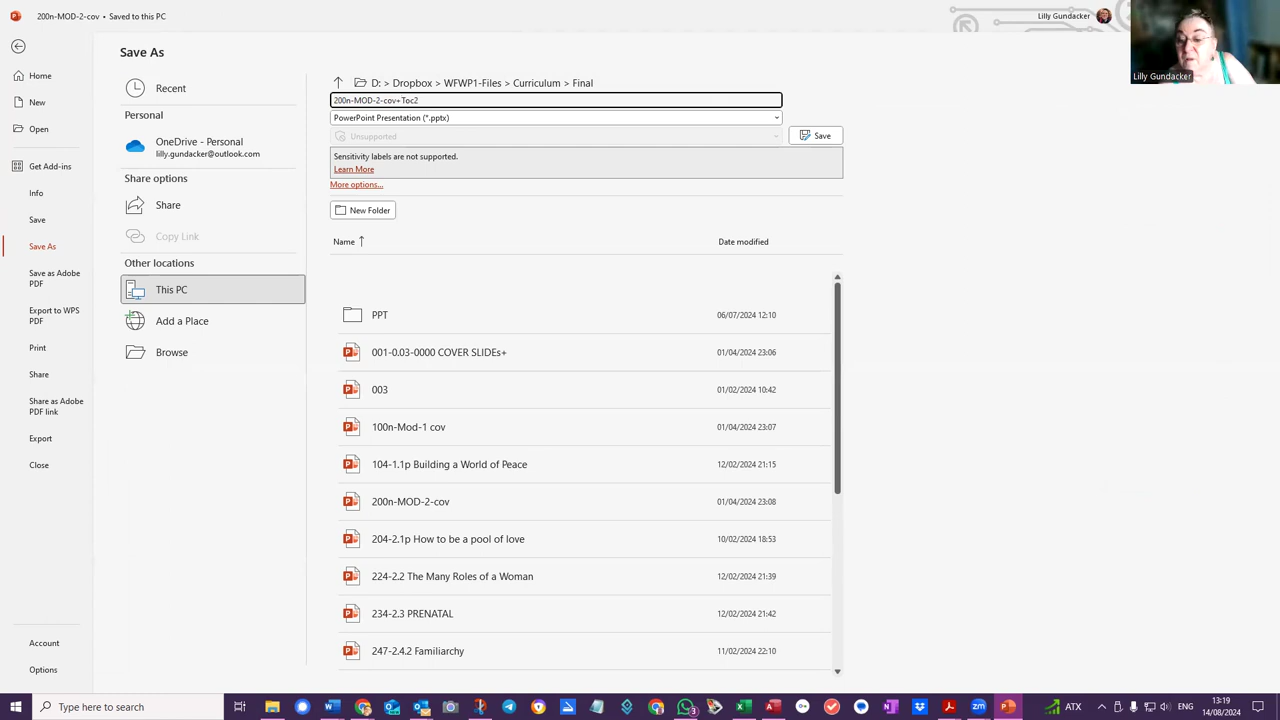 200n-MOD-2-cov • Saved to this PC
Lilly Gundacker
Lilly Gundacker
Save As
Home
New
Open
Get Add-ins
Info
Save
Save As
Save as Adobe
PDF
Export to WPS
PDF
Print
Share
Share as Adobe
PDF link
Export
Close
Account
Options
Recent
Personal
OneDrive - Personal
lilly.gundacker@outlook.com
Share options
Share
Copy Link
Other locations
This PC
Add a Place
Browse
D: > Dropbox > WFWP1-Files > Curriculum > Final
200n-MOD-2-cov+Toc2
PowerPoint Presentation (*.pptx)
Unsupported
Save
Sensitivity labels are not supported.
Learn More
More options...
New Folder
Name ↑ Date modified
PPT 06/07/2024 12:10
001-0.03-0000 COVER SLIDEs+ 01/04/2024 23:06
003 01/02/2024 10:42
100n-Mod-1 cov 01/04/2024 23:07
104-1.1p Building a World of Peace 12/02/2024 21:15
200n-MOD-2-cov 01/04/2024 23:08
204-2.1p How to be a pool of love 10/02/2024 18:53
224-2.2 The Many Roles of a Woman 12/02/2024 21:39
234-2.3 PRENATAL 12/02/2024 21:42
247-2.4.2 Familiarchy 11/02/2024 22:10
Type here to search
3
zm
ATX
ENG
13:19
14/08/2024